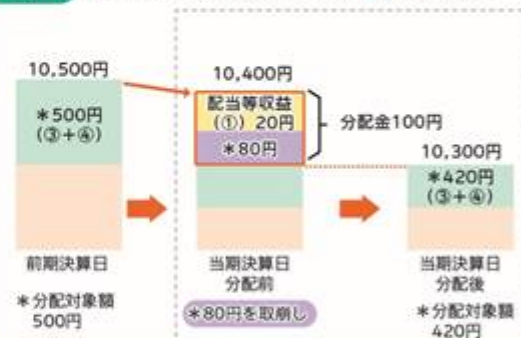 10,500円
*500円
(③+④)
前期決算日
*分配対象額
500円
10,400円
配当等収益
(①) 20円
*80円
分配金100円
当期決算日
分配前
*80円を取崩し
10,300円
*420円
(③+④)
当期決算日
分配後
*分配対象額
420円